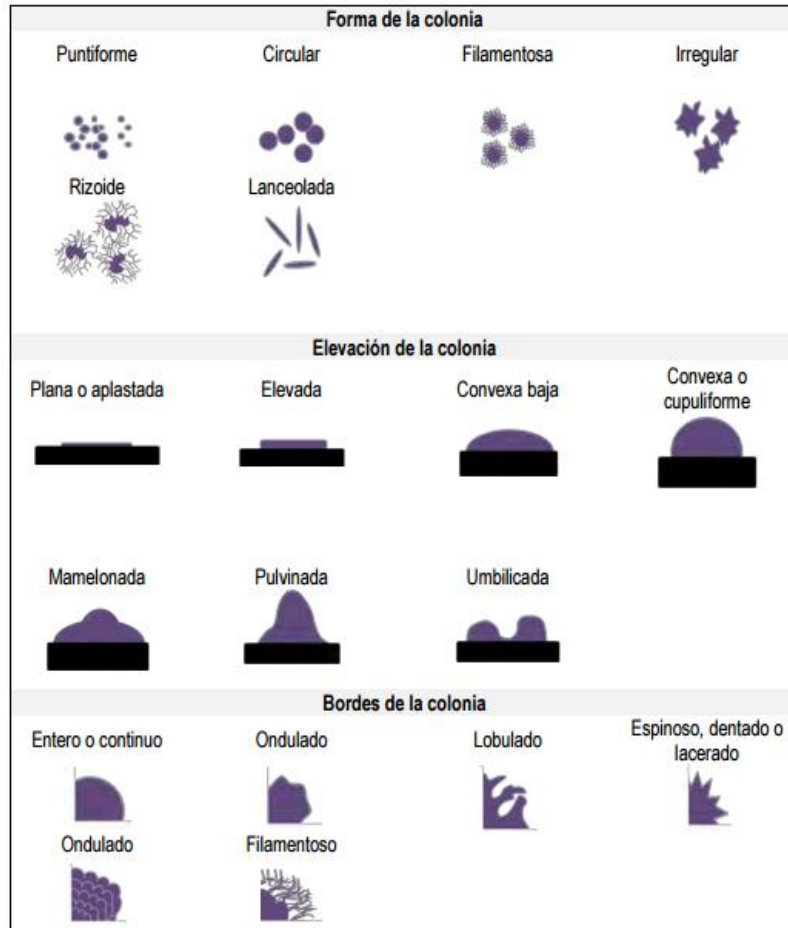 Forma de la colonia
Puntiforme
Circular
Filamentosa
Irregular
Rizoide
Lanceolada
Elevación de la colonia
Plana o aplastada
Elevada
Convexa baja
Convexa o
cupuliforme
Mamelonada
Pulvinada
Umbilicada
Bordes de la colonia
Entero o continuo
Ondulado
Lobulado
Espinoso, dentado o
lacerado
Ondulado
Filamentoso